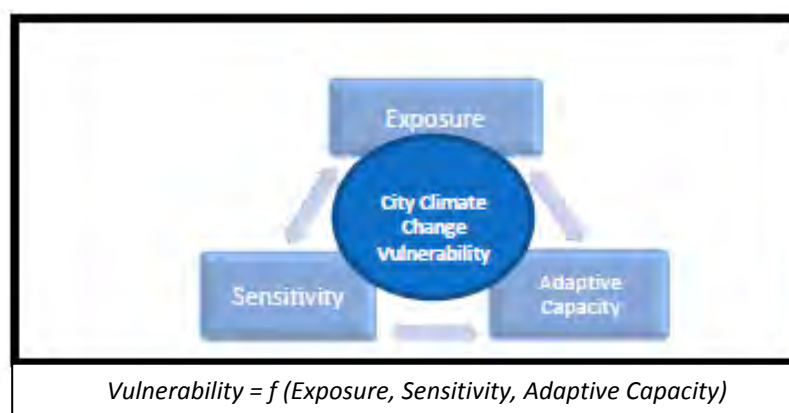 Exposure
City Climate
Change
Vulnerability
Sensitivity
Adaptive
Capacity
Vulnerability = f (Exposure, Sensitivity, Adaptive Capacity)